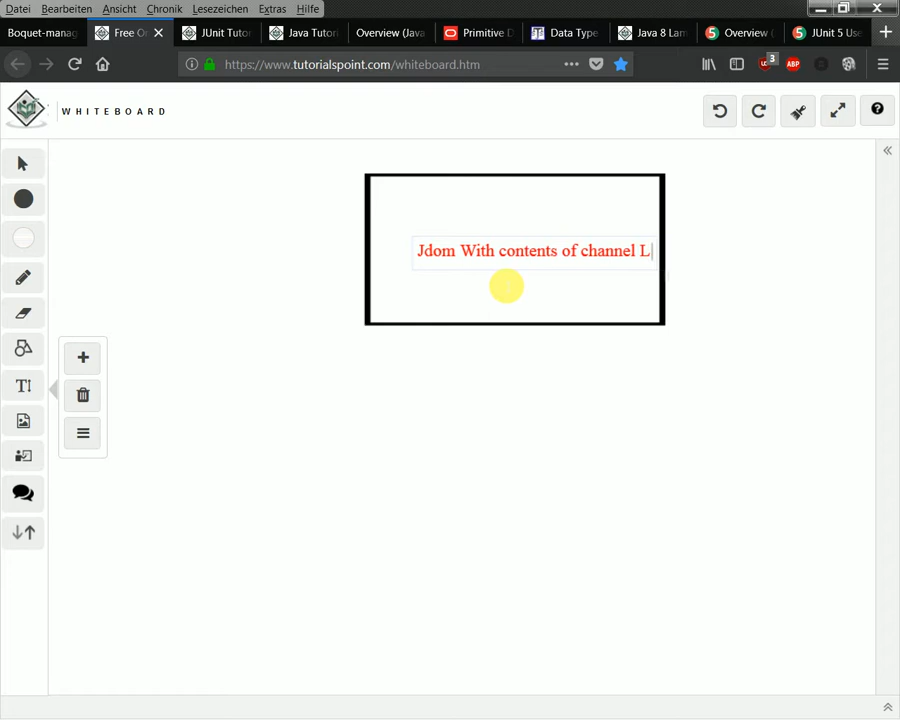 Datei Bearbeiten Ansicht Chronik Lesezeichen Extras Hilfe
Boquet-manag Free O JUnit Tutor Java Tutori Overview (Java Primitive D Data Type Java 8 Lam Overview ( JUnit 5 Use
https://www.tutorialspoint.com/whiteboard.htm 3 ABP
WHITEBOARD
Jdom With contents of channel L
T